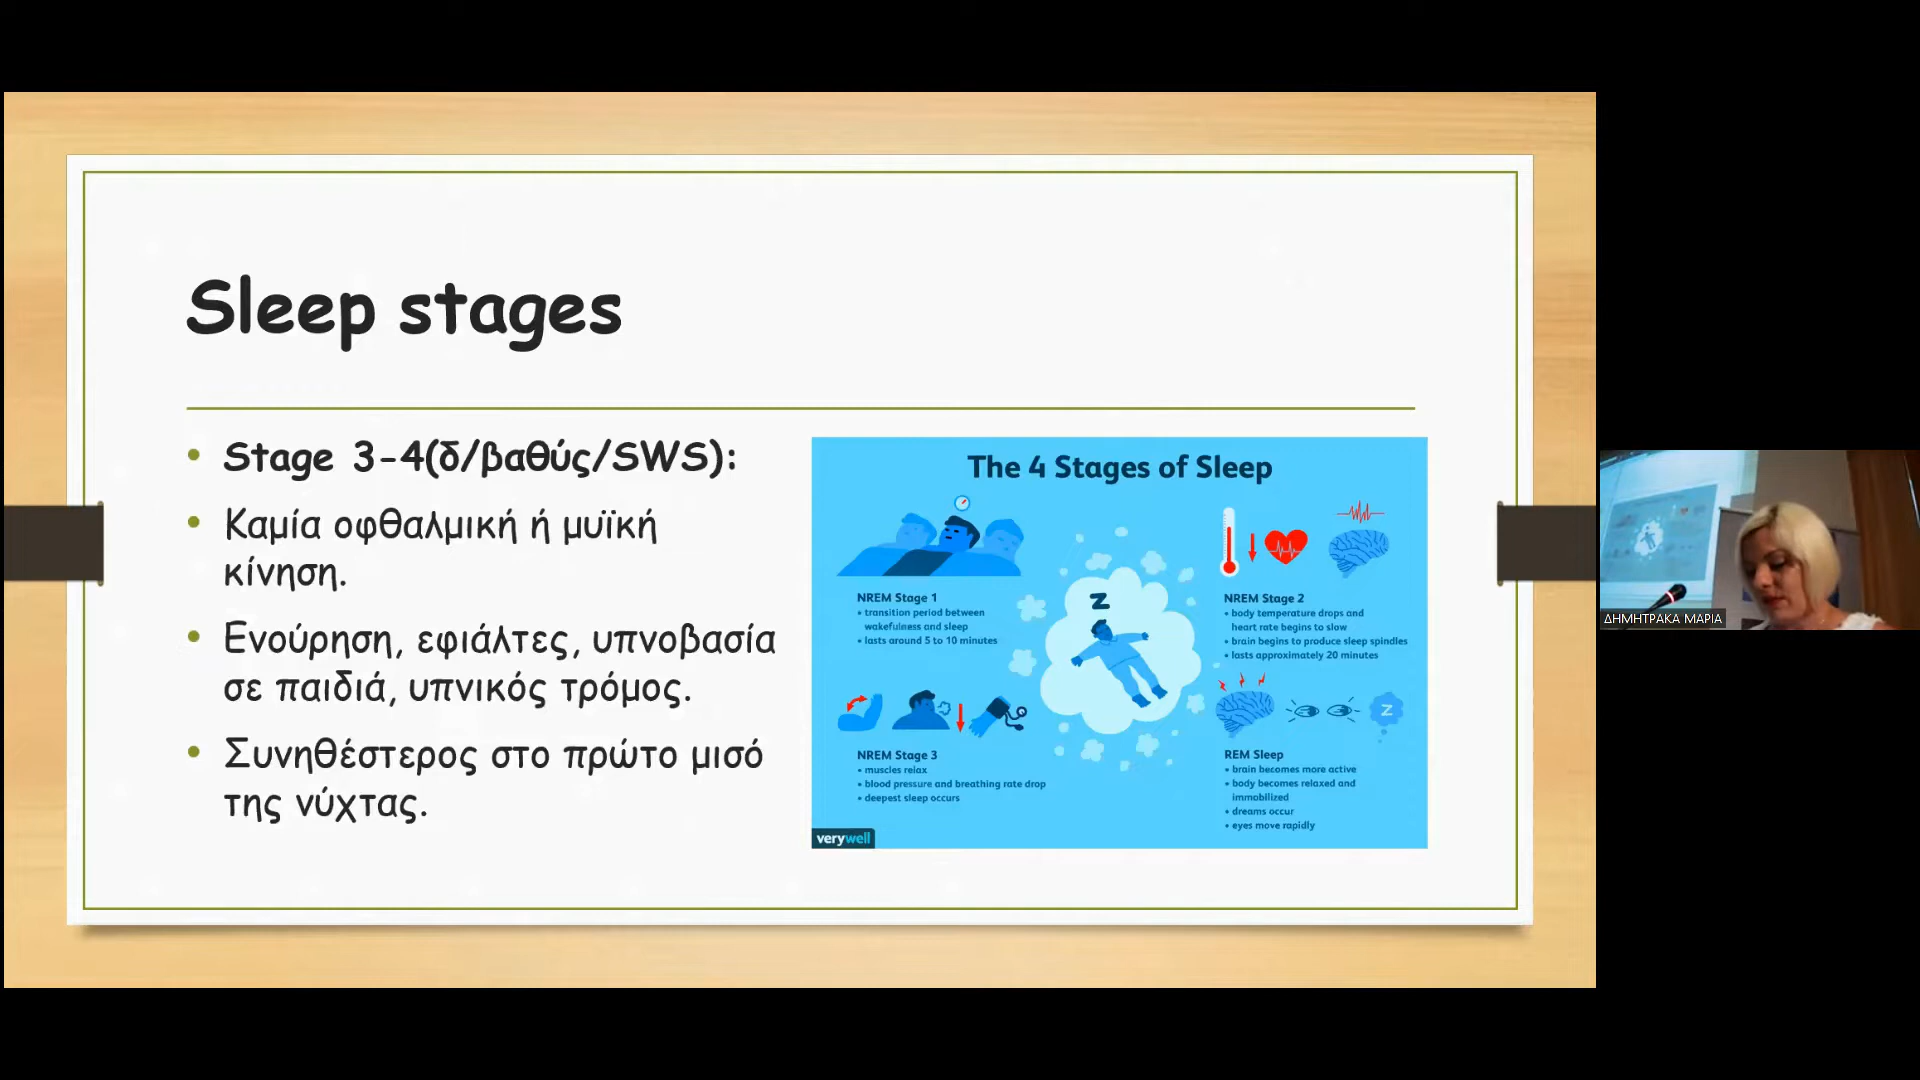 Sleep stages
Stage 3-4(δ/βαθύς/SWS):
Καμία οφθαλμική ή μυϊκή
κίνηση.
Ενούρηση, εφιάλτες, υπνοβασία
σε παιδιά, υπνικός τρόμος.
Συνηθέστερος στο πρώτο μισό
της νύχτας.
The 4 Stages of Sleep
Z
NREM Stage 1
• transition period between
wakefulness and sleep
• lasts around 5 to 10 minutes
NREM Stage 2
• body temperature drops and
heart rate begins to slow
• brain begins to produce sleep spindles
• lasts approximately 20 minutes
Z
NREM Stage 3
• muscles relax
• blood pressure and breathing rate drop
• deepest sleep occurs
REM Sleep
• brain becomes more active
• body becomes relaxed and
immobilized
• dreams occur
• eyes move rapidly
verywell
ΔΗΜΗΤΡΑΚΑ ΜΑΡΙΑ